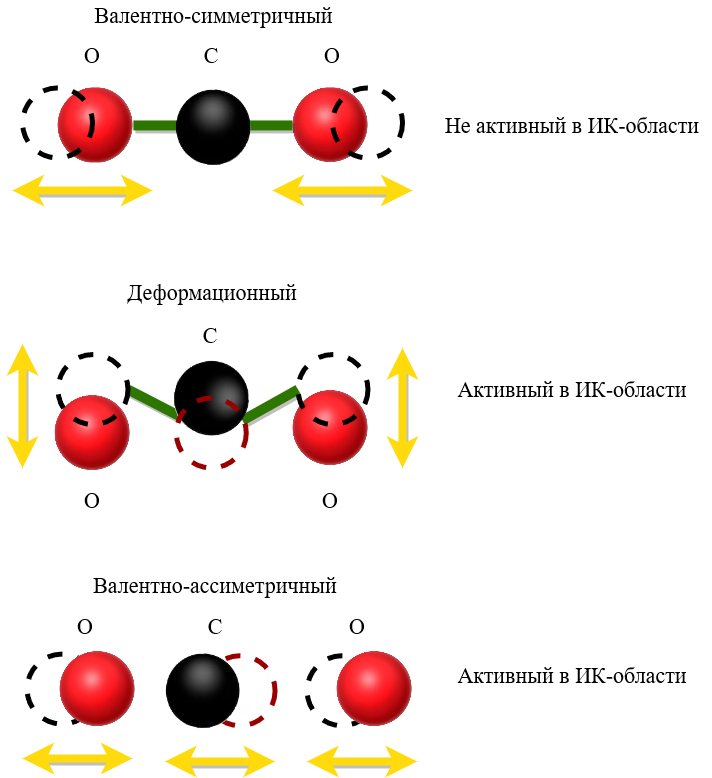 Валентно-симметричный
О С О
Не активный в ИК-области
Деформационный
С
Активный в ИК-области
О О
Валентно-ассиметричный
О С О
Активный в ИК-области